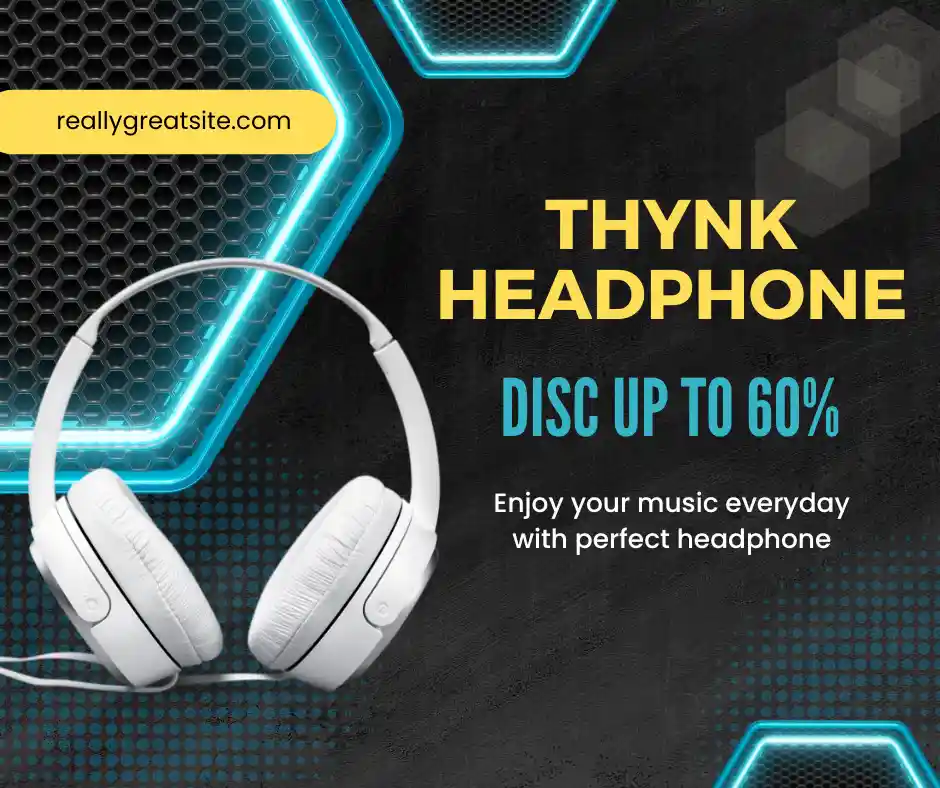 reallygreatsite.com
THYNK
HEADPHONE
DISC UP TO 60%
Enjoy your music everyday
with perfect headphone